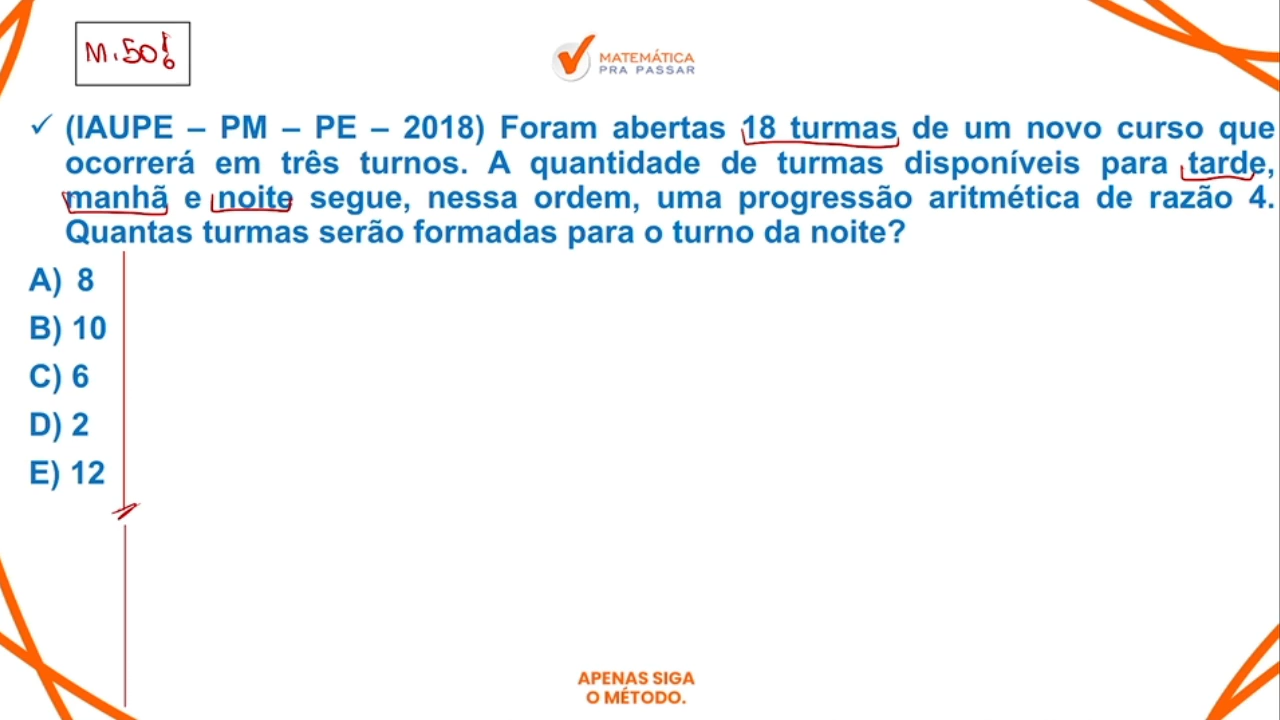 M.50!
MATEMÁTICA
PRA PASSAR
✓ (IAUPE – PM – PE – 2018) Foram abertas 18 turmas de um novo curso que
ocorrerá em três turnos. A quantidade de turmas disponíveis para tarde,
manhã e noite segue, nessa ordem, uma progressão aritmética de razão 4.
Quantas turmas serão formadas para o turno da noite?
A) 8
B) 10
C) 6
D) 2
E) 12
APENAS SIGA
O MÉTODO.